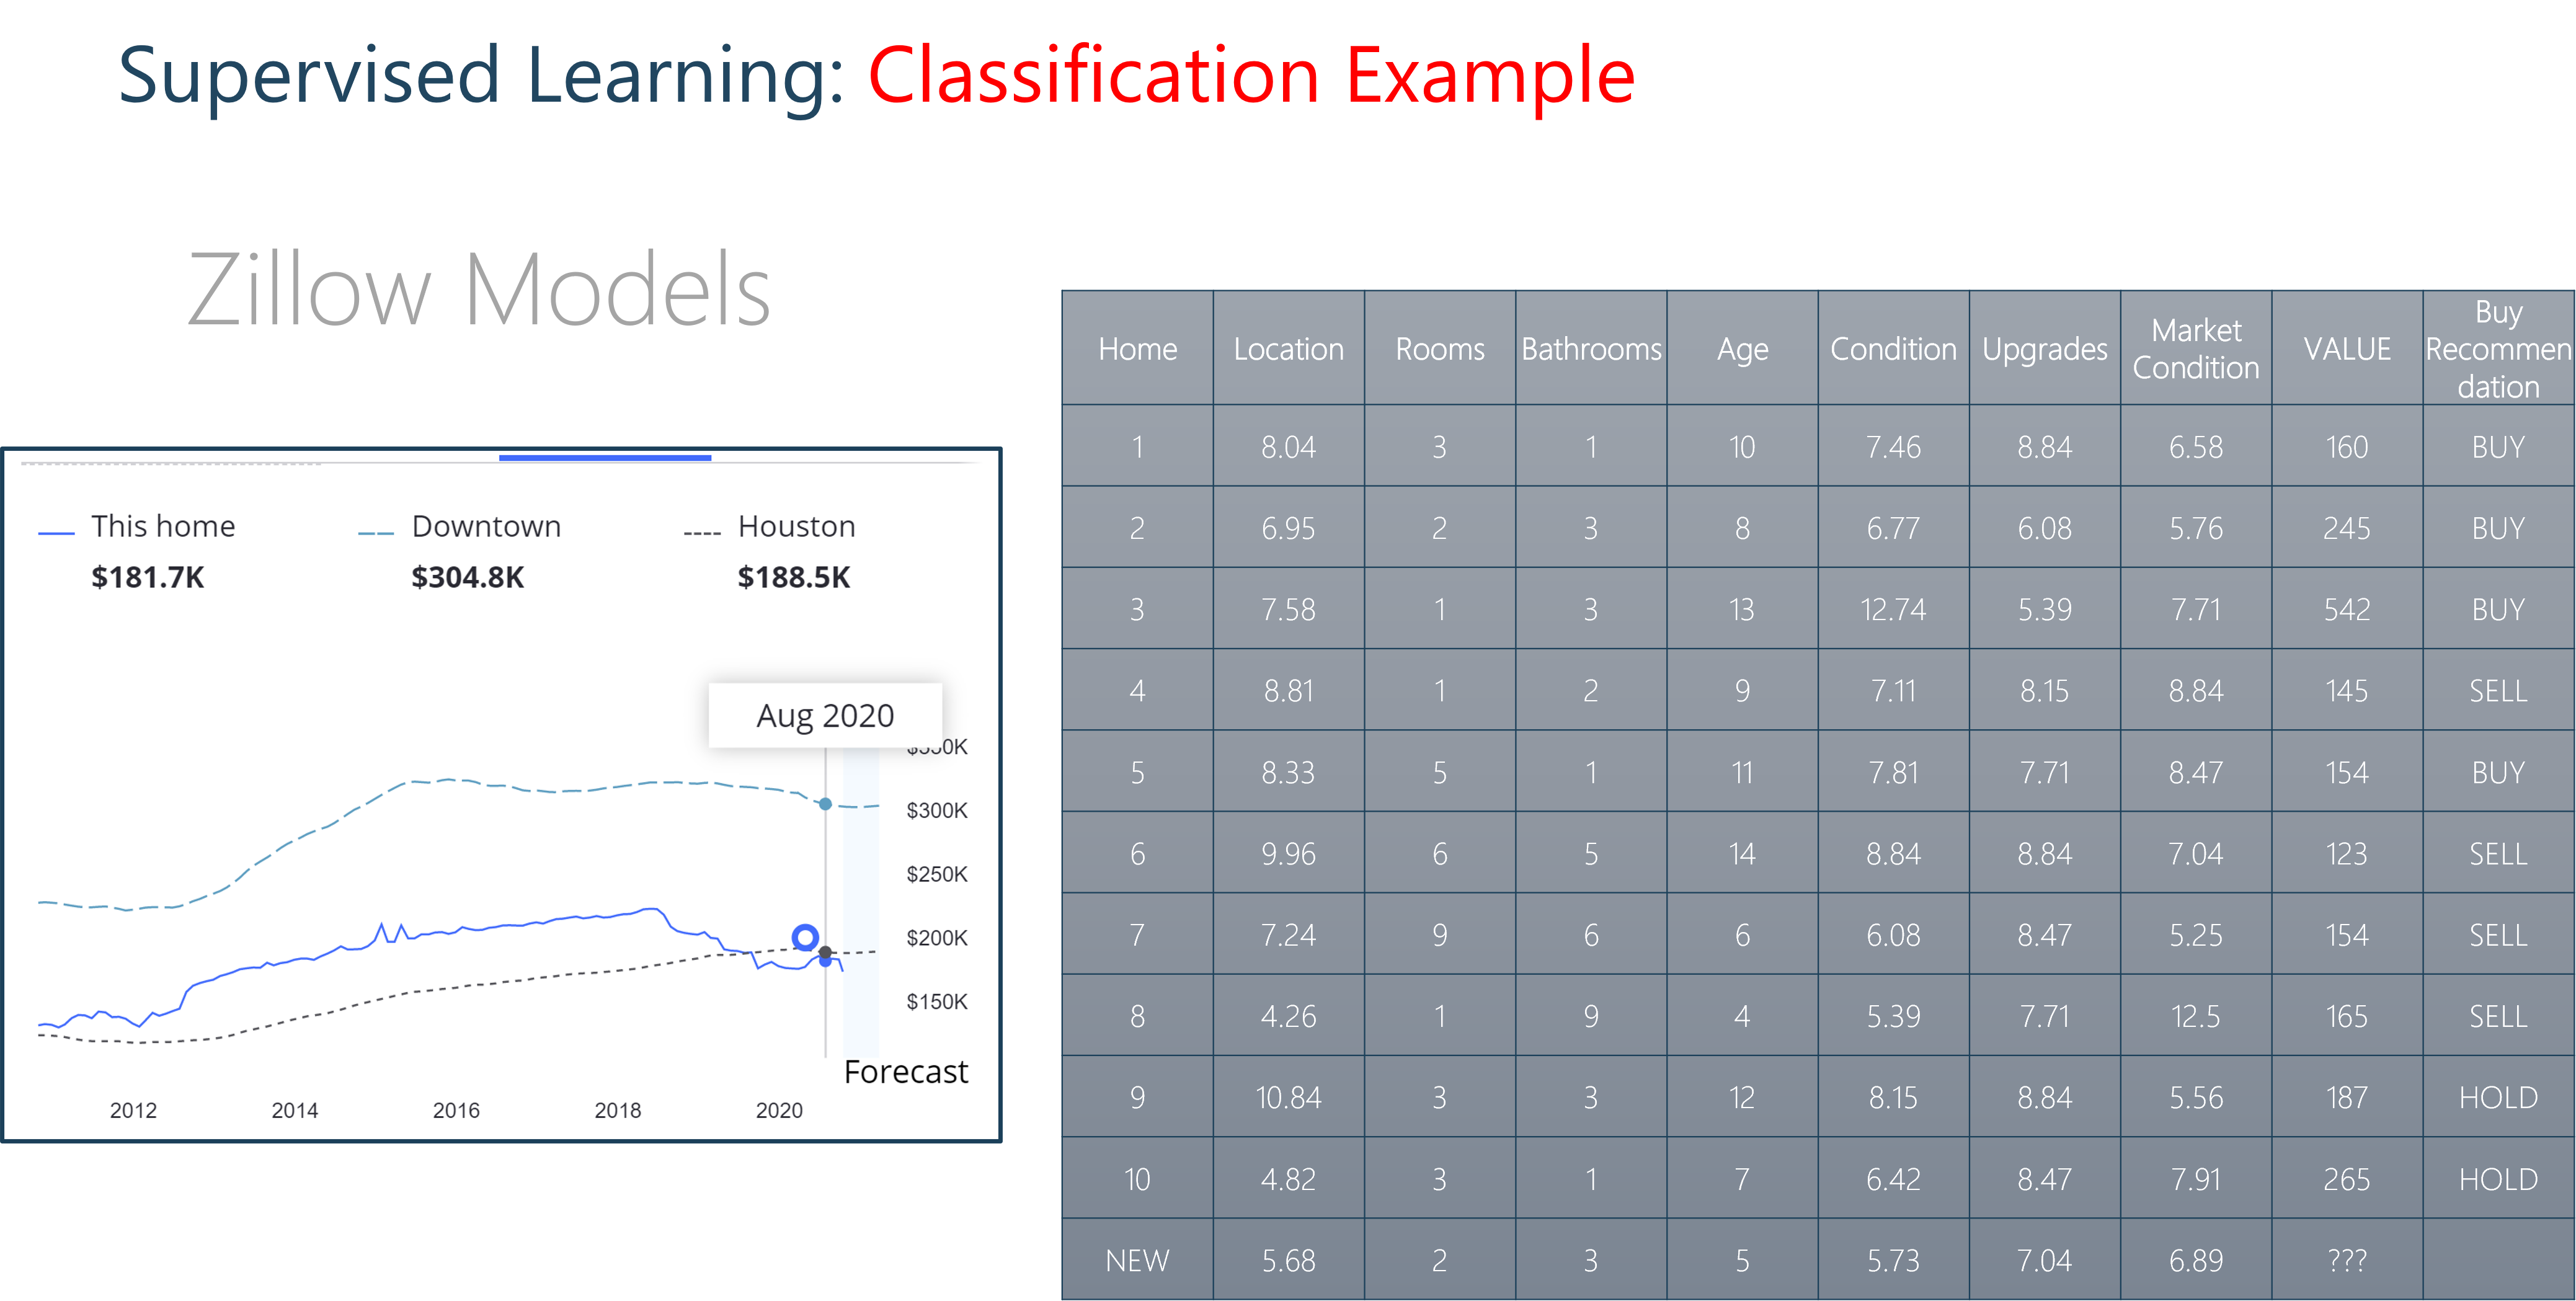 Supervised Learning: Classification Example
Zillow Models
This home
$181.7K
Downtown
$304.8K
Houston
$188.5K
Aug 2020
$300K
$250K
$200K
$150K
Forecast
2012 2014 2016 2018 2020
Home Location Rooms Bathrooms Age Condition Upgrades Market Condition VALUE Buy Recommen dation
1 8.04 3 1 10 7.46 8.84 6.58 160 BUY
2 6.95 2 3 8 6.77 6.08 5.76 245 BUY
3 7.58 1 3 13 12.74 5.39 7.71 542 BUY
4 8.81 1 2 9 7.11 8.15 8.84 145 SELL
5 8.33 5 1 11 7.81 7.71 8.47 154 BUY
6 9.96 6 5 14 8.84 8.84 7.04 123 SELL
7 7.24 9 6 6 6.08 8.47 5.25 154 SELL
8 4.26 1 9 4 5.39 7.71 12.5 165 SELL
9 10.84 3 3 12 8.15 8.84 5.56 187 HOLD
10 4.82 3 1 7 6.42 8.47 7.91 265 HOLD
NEW 5.68 2 3 5 5.73 7.04 6.89 ???